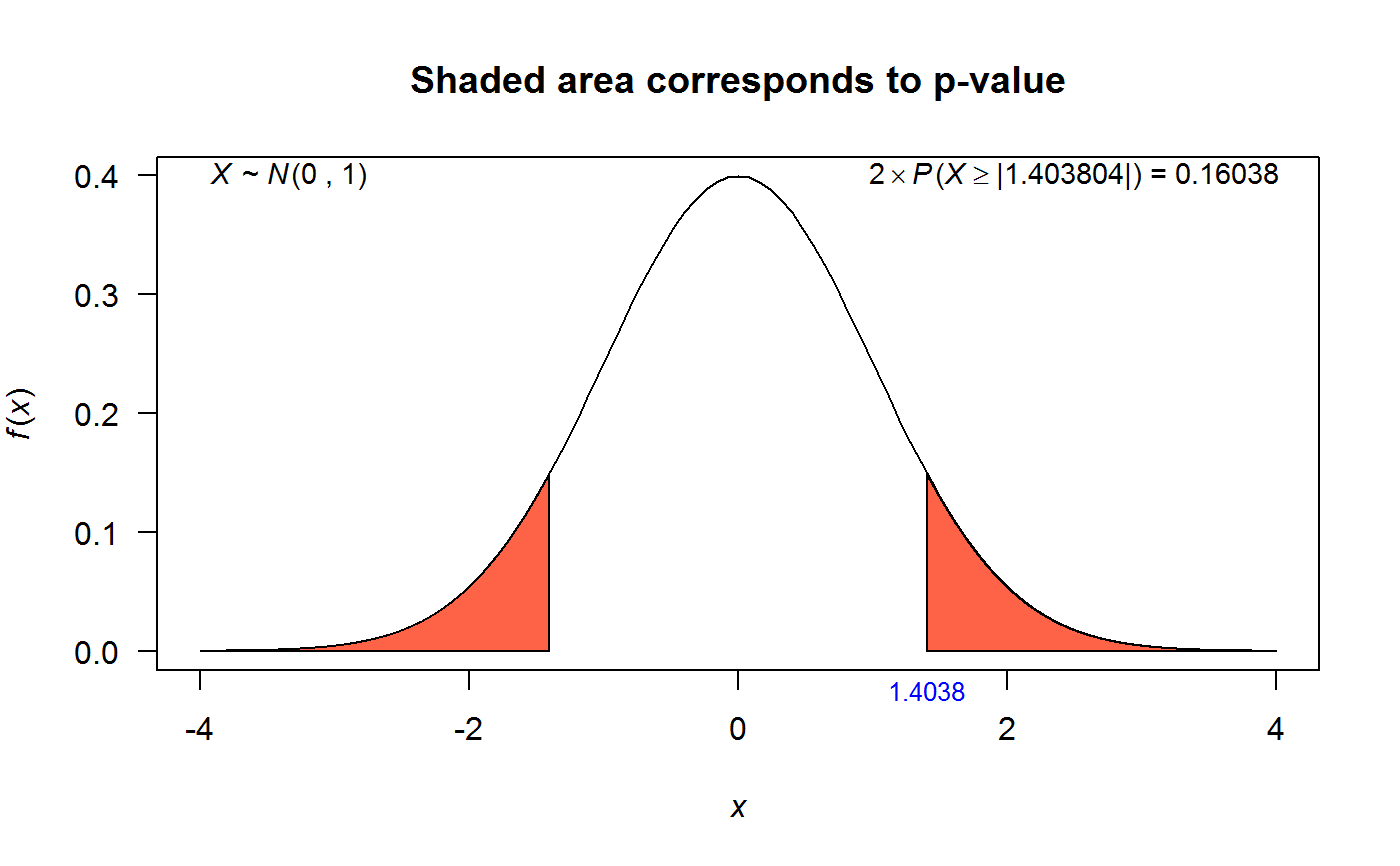 Shaded area corresponds to p-value
X ~ N(0 , 1)
2 × P(X ≥ |1.403804|) = 0.16038
0.4
0.3
0.2
0.1
0.0
f(x)
1.4038
-4 -2 0 2 4
x